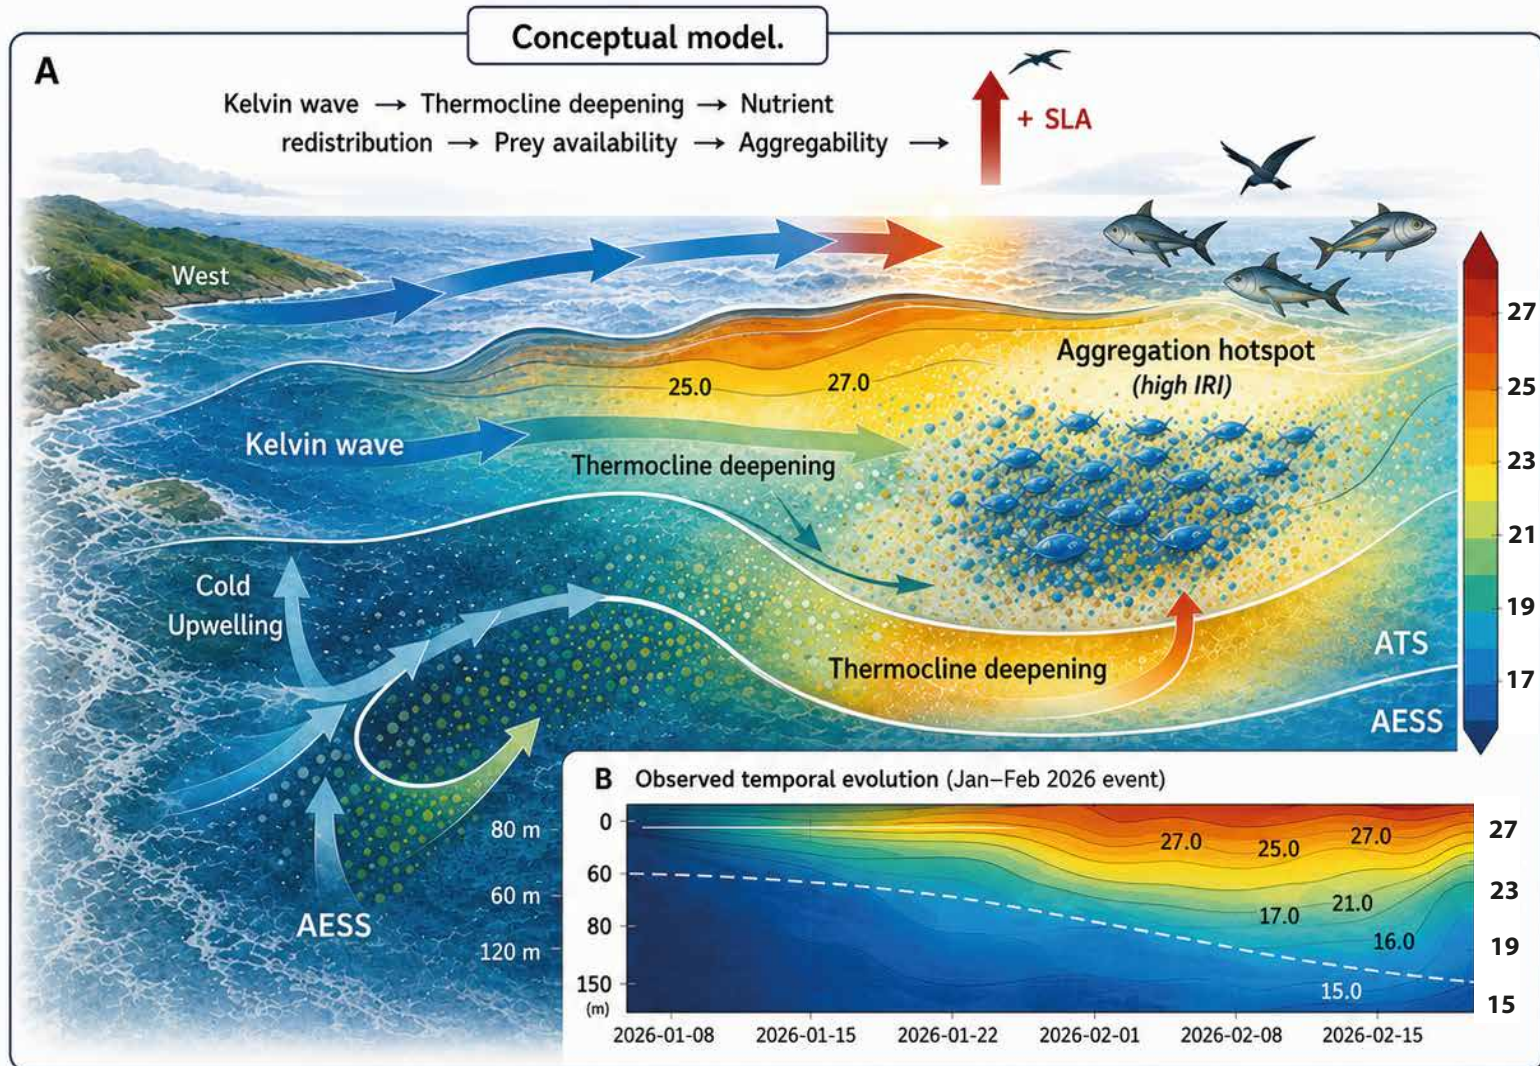 Conceptual model.
A
Kelvin wave → Thermocline deepening → Nutrient
redistribution → Prey availability → Aggregability →
+ SLA
West
27
25
23
21
19
17
Aggregation hotspot
(high IRI)
25.0
27.0
Kelvin wave
Thermocline deepening
Cold
Upwelling
Thermocline deepening
ATS
AESS
AESS
80 m
60 m
120 m
B Observed temporal evolution (Jan–Feb 2026 event)
0
60
80
150
(m)
27.0
25.0
27.0
21.0
17.0
16.0
15.0
27
23
19
15
2026-01-08
2026-01-15
2026-01-22
2026-02-01
2026-02-08
2026-02-15